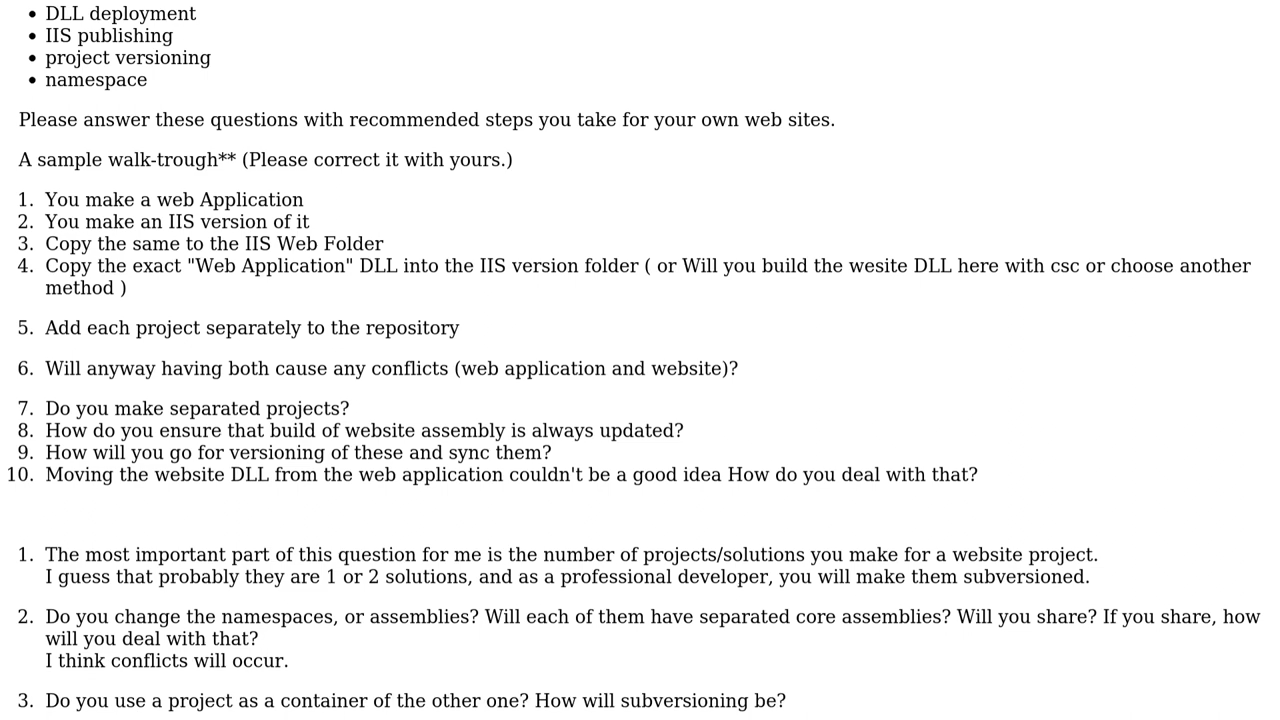 • DLL deployment
• IIS publishing
• project versioning
• namespace
Please answer these questions with recommended steps you take for your own web sites.
A sample walk-trough** (Please correct it with yours.)
1. You make a web Application
2. You make an IIS version of it
3. Copy the same to the IIS Web Folder
4. Copy the exact "Web Application" DLL into the IIS version folder ( or Will you build the wesite DLL here with csc or choose another
method )
5. Add each project separately to the repository
6. Will anyway having both cause any conflicts (web application and website)?
7. Do you make separated projects?
8. How do you ensure that build of website assembly is always updated?
9. How will you go for versioning of these and sync them?
10. Moving the website DLL from the web application couldn't be a good idea How do you deal with that?
1. The most important part of this question for me is the number of projects/solutions you make for a website project.
I guess that probably they are 1 or 2 solutions, and as a professional developer, you will make them subversioned.
2. Do you change the namespaces, or assemblies? Will each of them have separated core assemblies? Will you share? If you share, how
will you deal with that?
I think conflicts will occur.
3. Do you use a project as a container of the other one? How will subversioning be?